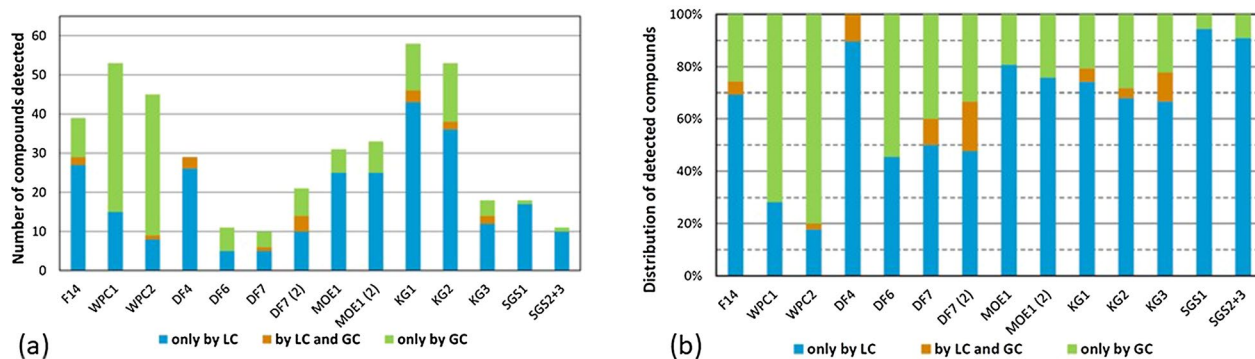 Number of compounds detected
60
50
40
30
20
10
0
F14
WPC1
WPC2
DF4
DF6
DF7
DF7 (2)
MOE1
MOE1 (2)
KG1
KG2
KG3
SGS1
SGS2+3
(a)
only by LC
by LC and GC
only by GC
Distribution of detected compounds
100%
80%
60%
40%
20%
0%
F14
WPC1
WPC2
DF4
DF6
DF7
DF7 (2)
MOE1
MOE1 (2)
KG1
KG2
KG3
SGS1
SGS2+3
(b)
only by LC
by LC and GC
only by GC